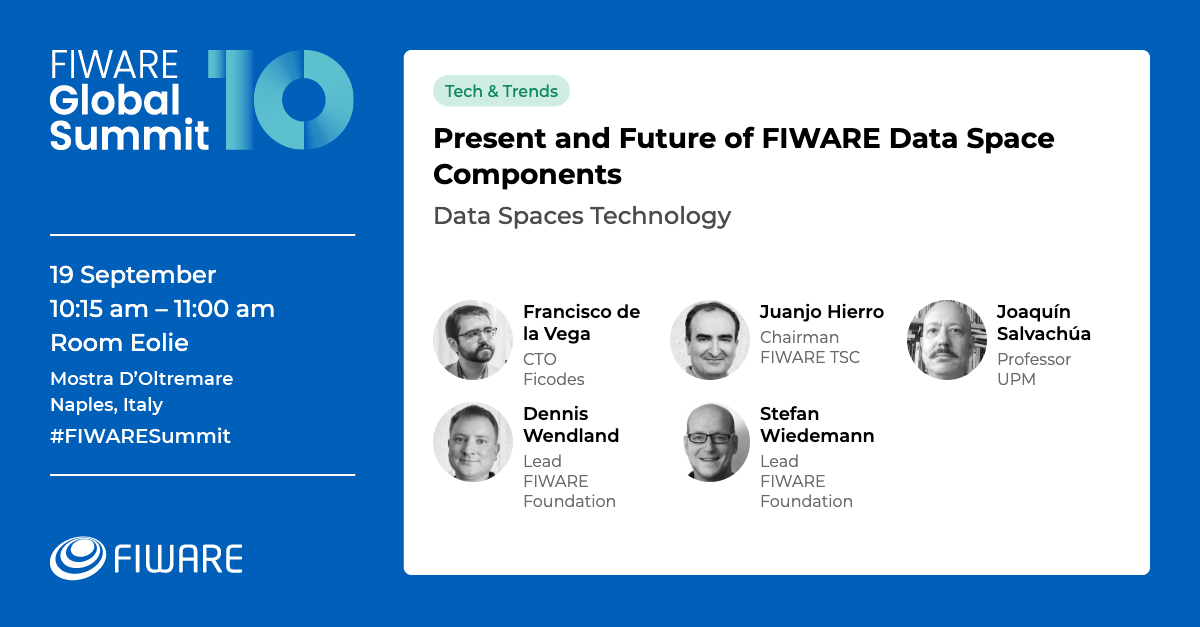 FIWARE
Global
Summit
10
19 September
10:15 am – 11:00 am
Room Eolie
Mostra D’Oltremare
Naples, Italy
#FIWARESummit
FIWARE
Tech & Trends
Present and Future of FIWARE Data Space
Components
Data Spaces Technology
Francisco de
la Vega
CTO
Ficodes
Juanjo Hierro
Chairman
FIWARE TSC
Joaquín
Salvachúa
Professor
UPM
Dennis
Wendland
Lead
FIWARE
Foundation
Stefan
Wiedemann
Lead
FIWARE
Foundation